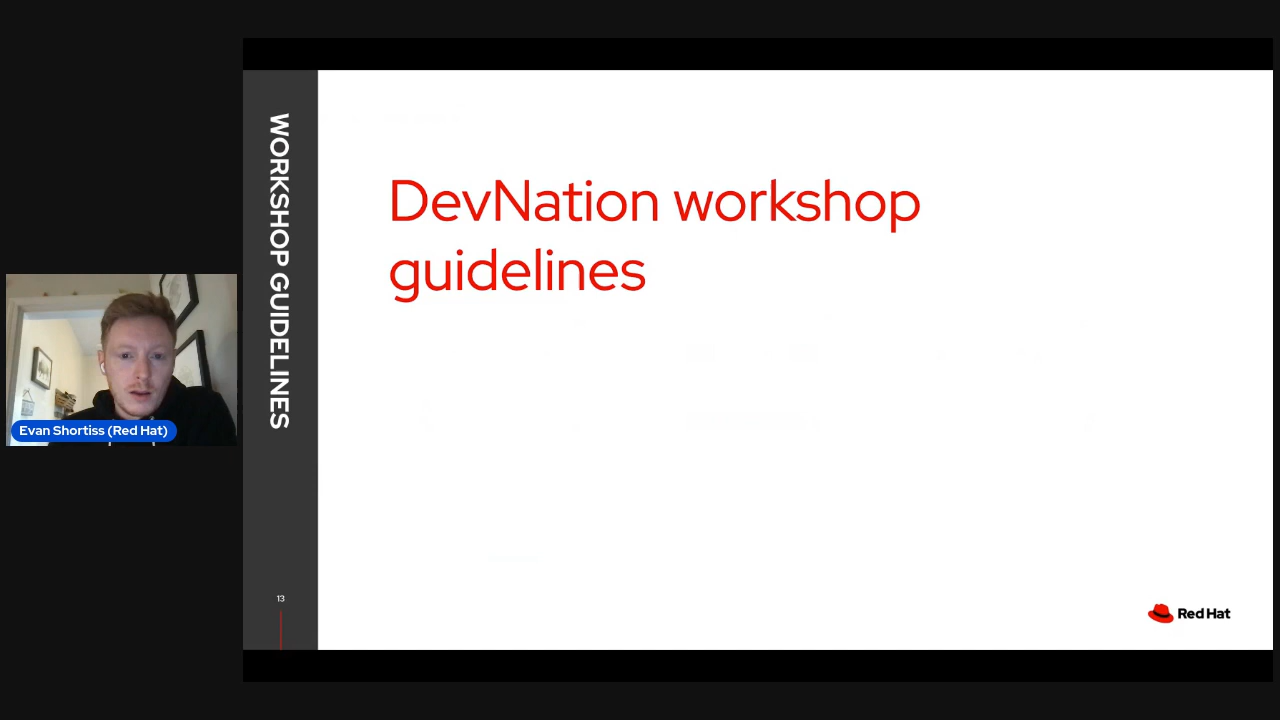 WORKSHOP GUIDELINES
DevNation workshop
guidelines
Evan Shortiss (Red Hat)
13
Red Hat